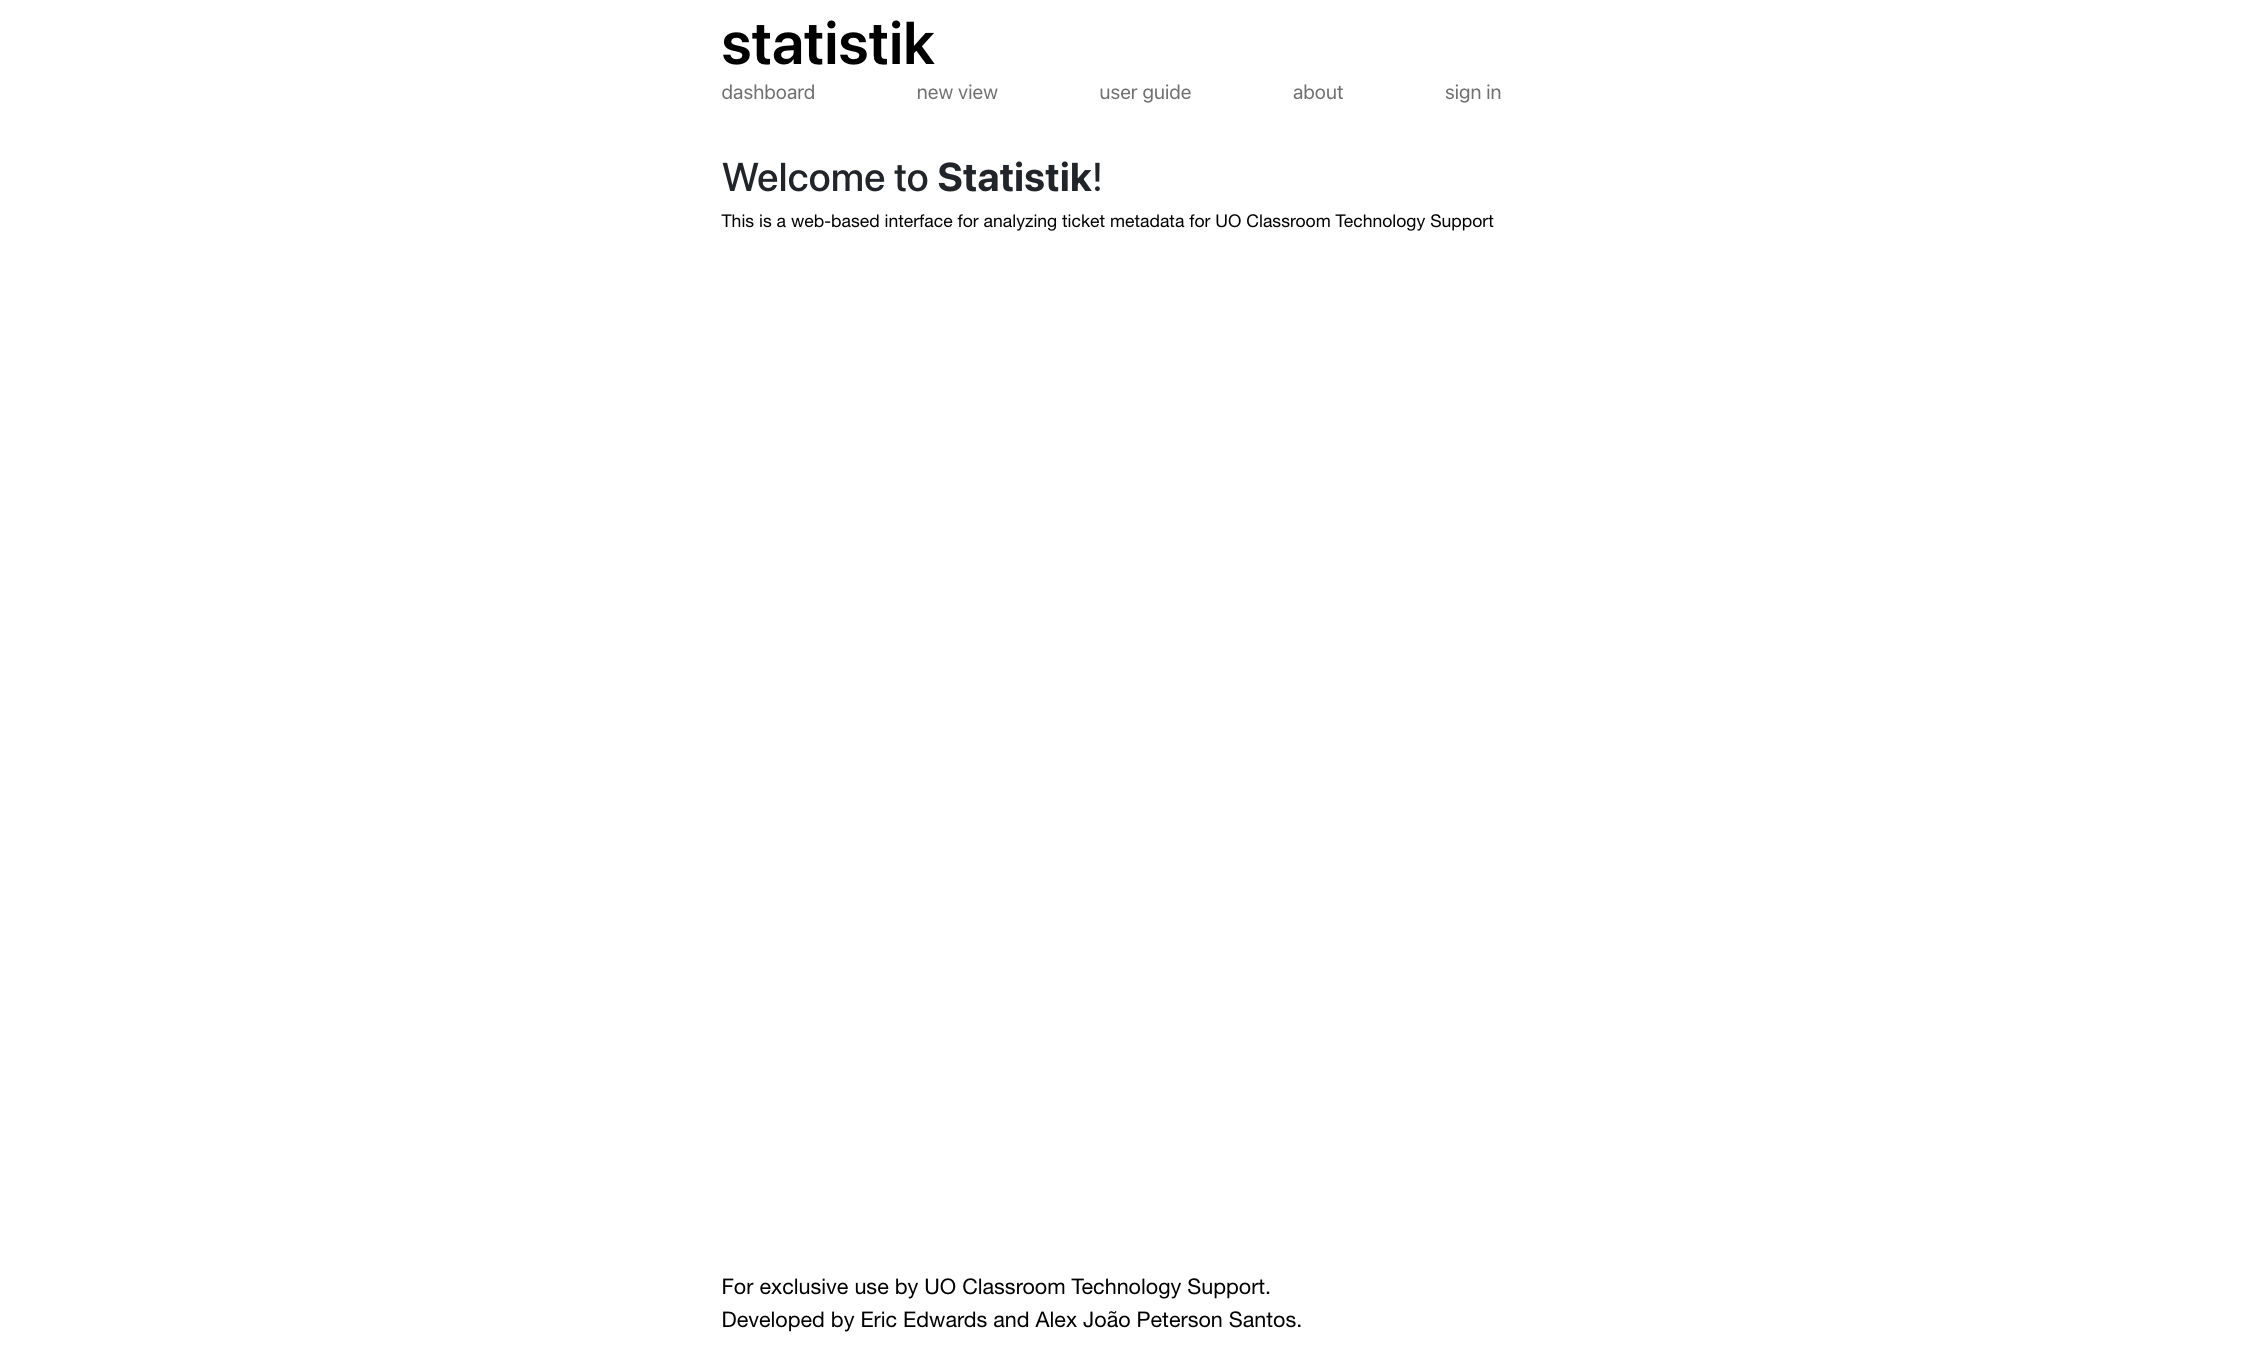 statistik
dashboard new view user guide about sign in
Welcome to Statistik!
This is a web-based interface for analyzing ticket metadata for UO Classroom Technology Support
For exclusive use by UO Classroom Technology Support.
Developed by Eric Edwards and Alex João Peterson Santos.